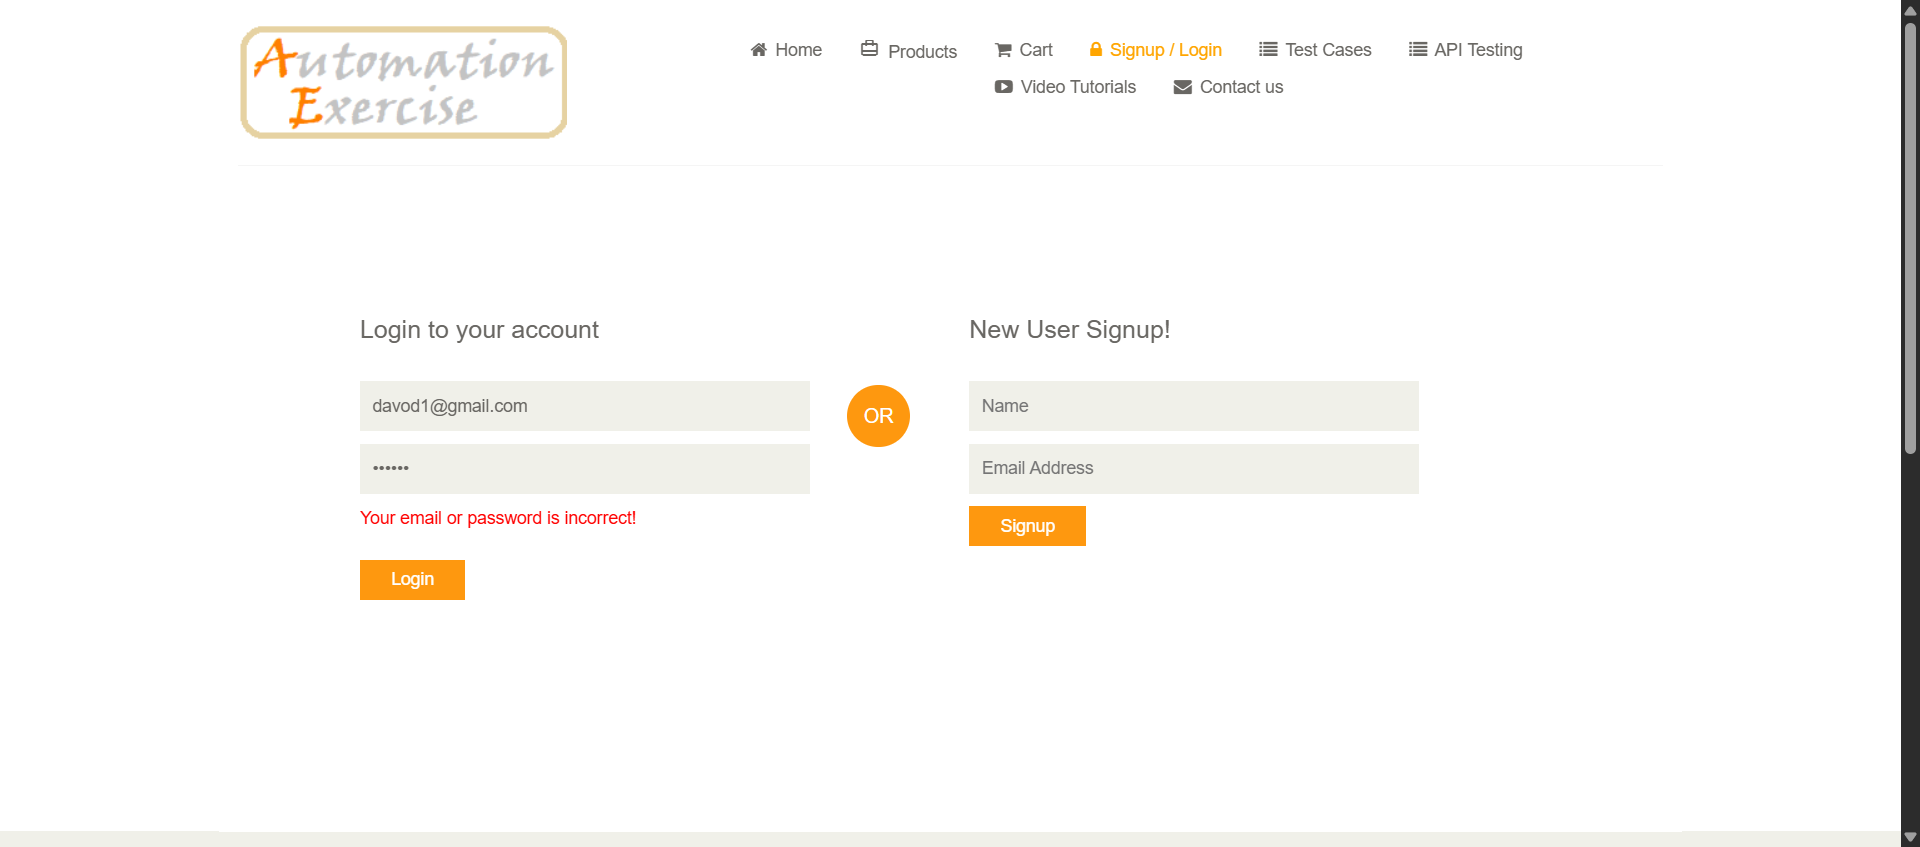 Automation
Exercise
Home
Products
Cart
Signup / Login
Test Cases
API Testing
Video Tutorials
Contact us
Login to your account
davod1@gmail.com
••••••
Your email or password is incorrect!
Login
OR
New User Signup!
Name
Email Address
Signup